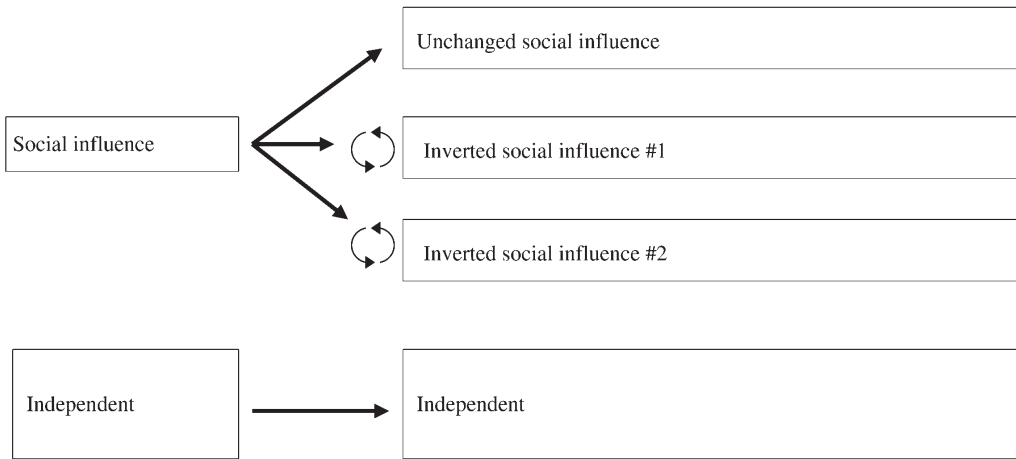 Unchanged social influence
Social influence
Inverted social influence #1
Inverted social influence #2
Independent
Independent